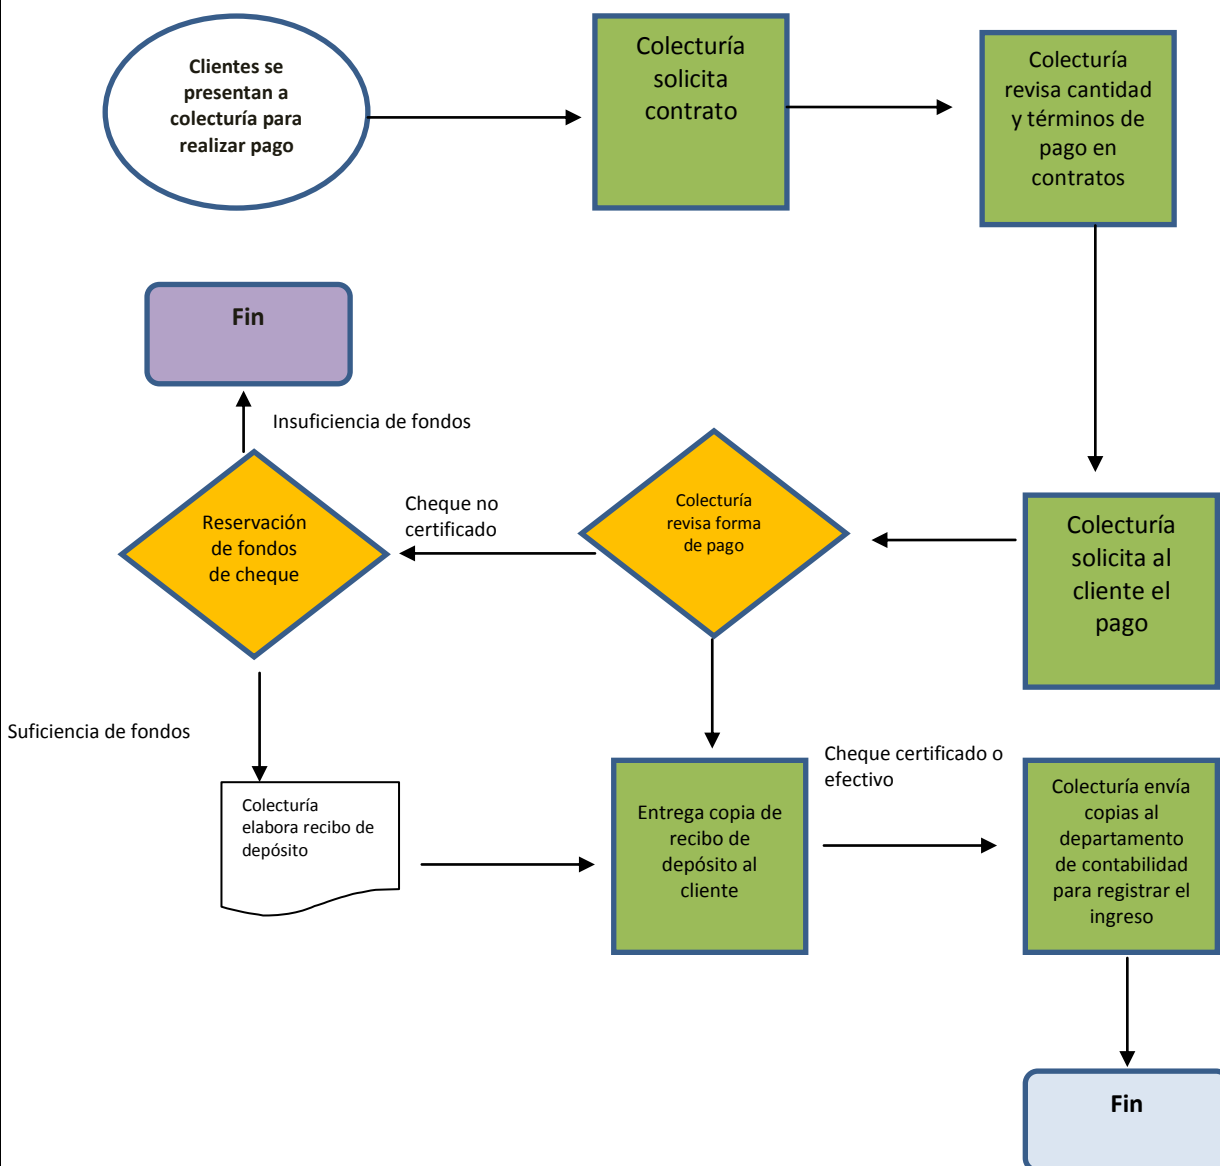 Clientes se
presentan a
colecturía para
realizar pago
Colecturía
solicita
contrato
Colecturía
revisa cantidad
y términos de
pago en
contratos
Fin
Insuficiencia de fondos
Reservación
de fondos
de cheque
Cheque no
certificado
Colecturía
revisa forma
de pago
Colecturía
solicita al
cliente el
pago
Suficiencia de fondos
Colecturía
elabora recibo de
depósito
Entrega copia de
recibo de
depósito al
cliente
Cheque certificado o
efectivo
Colecturía envía
copias al
departamento
de contabilidad
para registrar el
ingreso
Fin